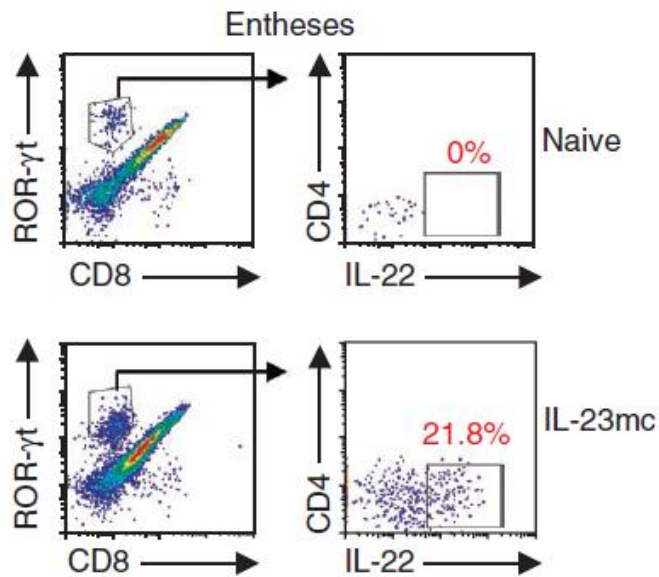 Entheses
ROR-γt
CD8
CD4
0%
IL-22
Naive
ROR-γt
CD8
CD4
21.8%
IL-22
IL-23mc